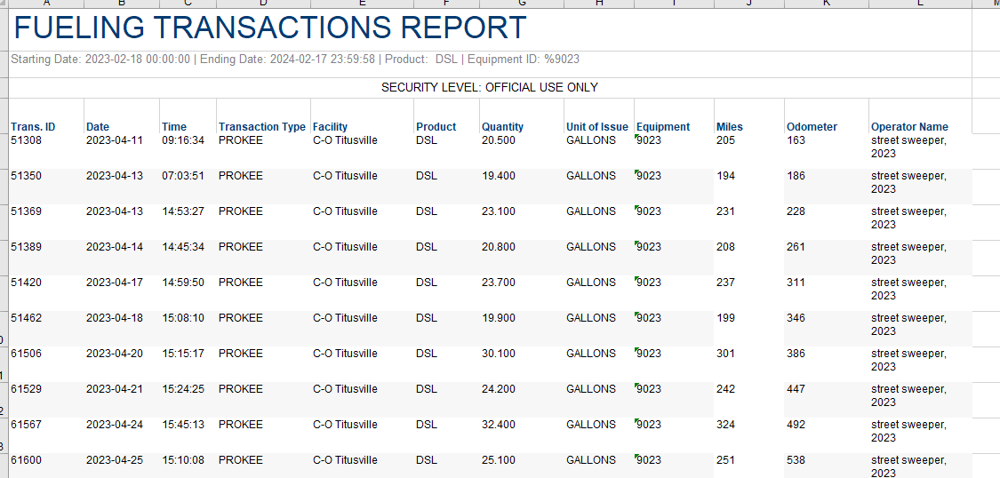 A B C D E F G H I J K L M
FUELING TRANSACTIONS REPORT
Starting Date: 2023-02-18 00:00:00 | Ending Date: 2024-02-17 23:59:58 | Product: DSL | Equipment ID: %9023
SECURITY LEVEL: OFFICIAL USE ONLY
Trans. ID Date Time Transaction Type Facility Product Quantity Unit of Issue Equipment Miles Odometer Operator Name
51308 2023-04-11 09:16:34 PROKEE C-O Titusville DSL 20.500 GALLONS 9023 205 163 street sweeper,
2023
51350 2023-04-13 07:03:51 PROKEE C-O Titusville DSL 19.400 GALLONS 9023 194 186 street sweeper,
2023
51369 2023-04-13 14:53:27 PROKEE C-O Titusville DSL 23.100 GALLONS 9023 231 228 street sweeper,
2023
51389 2023-04-14 14:45:34 PROKEE C-O Titusville DSL 20.800 GALLONS 9023 208 261 street sweeper,
2023
51420 2023-04-17 14:59:50 PROKEE C-O Titusville DSL 23.700 GALLONS 9023 237 311 street sweeper,
2023
51462 2023-04-18 15:08:10 PROKEE C-O Titusville DSL 19.900 GALLONS 9023 199 346 street sweeper,
2023
61506 2023-04-20 15:15:17 PROKEE C-O Titusville DSL 30.100 GALLONS 9023 301 386 street sweeper,
2023
61529 2023-04-21 15:24:25 PROKEE C-O Titusville DSL 24.200 GALLONS 9023 242 447 street sweeper,
2023
61567 2023-04-24 15:45:13 PROKEE C-O Titusville DSL 32.400 GALLONS 9023 324 492 street sweeper,
2023
61600 2023-04-25 15:10:08 PROKEE C-O Titusville DSL 25.100 GALLONS 9023 251 538 street sweeper,
2023